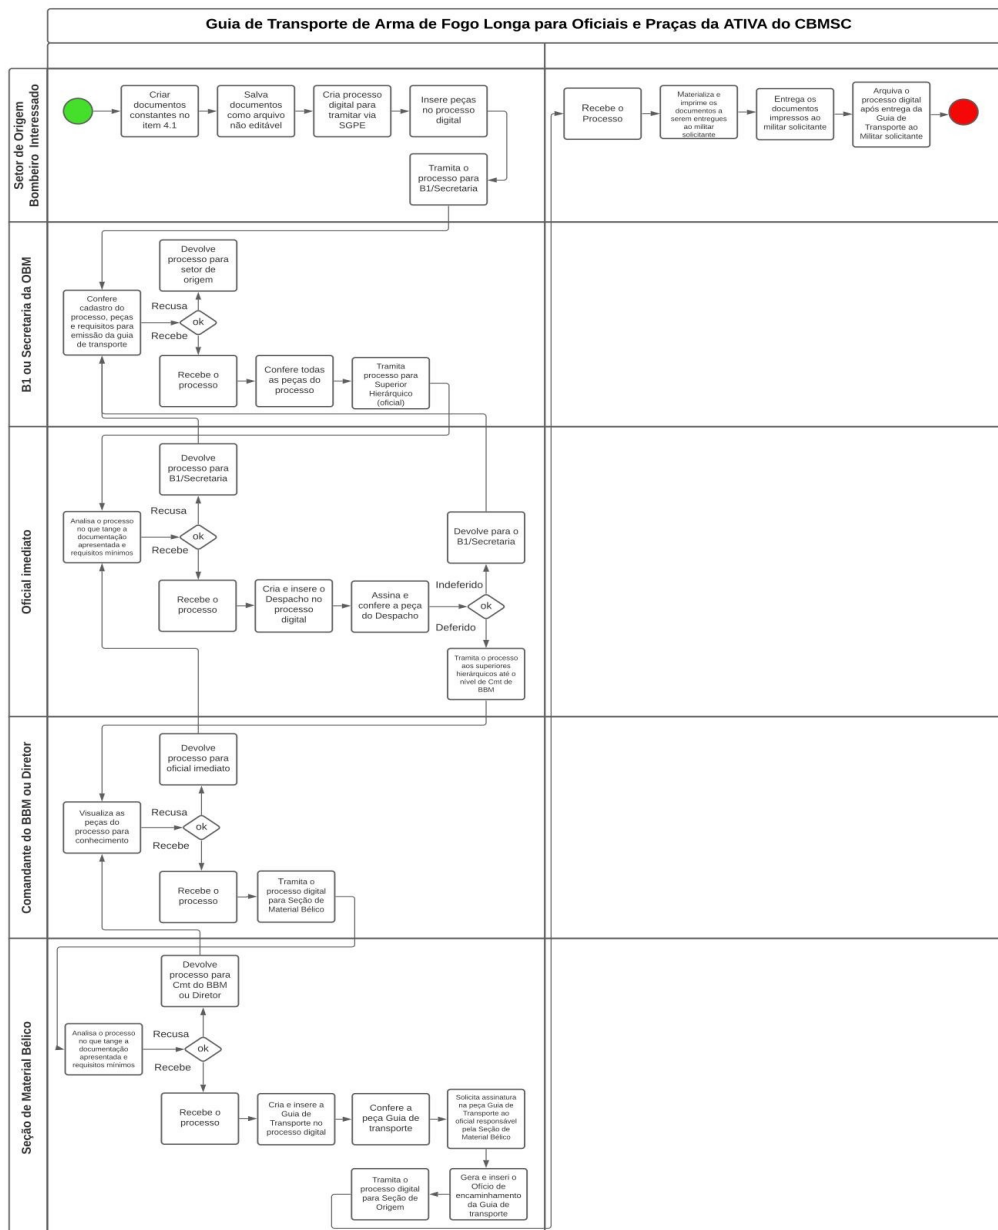 Guia de Transporte de Arma de Fogo Longa para Oficiais e Praças da ATIVA do CBMSC
Setor de Origem
Bombeiro Interessado
Criar
documentos
constantes no
item 4.1
Salva
documentos
como arquivo
não editável
Cria processo
digital para
tramitar via
SGPE
Insere peças
no processo
digital
Tramita o
processo para
B1/Secretaria
Recebe o
Processo
Materializa e
imprime os
documentos a
serem entregues
ao militar
solicitante
Entrega os
documentos
impressos ao
militar solicitante
Arquiva o
processo digital
após entrega da
Guia de
Transporte ao
Militar solicitante
B1 ou Secretaria da OBM
Confere
cadastro do
processo, peças
e requisitos para
emissão da guia
de transporte
Devolve
processo para
setor de
origem
Recusa
ok
Recebe
Recebe o
processo
Confere todas
as peças do
processo
Tramita
processo para
Superior
Hierárquico
(oficial)
Oficial imediato
Devolve
processo para
B1/Secretaria
Analisa o processo
no que tange a
documentação
apresentada e
requisitos mínimos
Recusa
ok
Recebe
Recebe o
processo
Cria e insere o
Despacho no
processo
digital
Assina e
confere a peça
do Despacho
Devolve para o
B1/Secretaria
Indeferido
ok
Deferido
Tramita o processo
aos superiores
hierárquicos até o
nível de Cmt de
BBM
Comandante do BBM ou Diretor
Devolve
processo para
oficial imediato
Visualiza as
peças do
processo para
conhecimento
Recusa
ok
Recebe
Recebe o
processo
Tramita o
processo digital
para Seção de
Material Bélico
Seção de Material Bélico
Devolve
processo para
Cmt do BBM
ou Diretor
Analisa o processo
no que tange a
documentação
apresentada e
requisitos mínimos
Recusa
ok
Recebe
Recebe o
processo
Cria e insere a
Guia de
Transporte no
processo digital
Confere a
peça Guia de
transporte
Solicita assinatura
na peça Guia de
Transporte ao
oficial responsável
pela Seção de
Material Bélico
Gera e inseri o
Ofício de
encaminhamento
da Guia de
transporte
Tramita o
processo digital
para Seção de
Origem